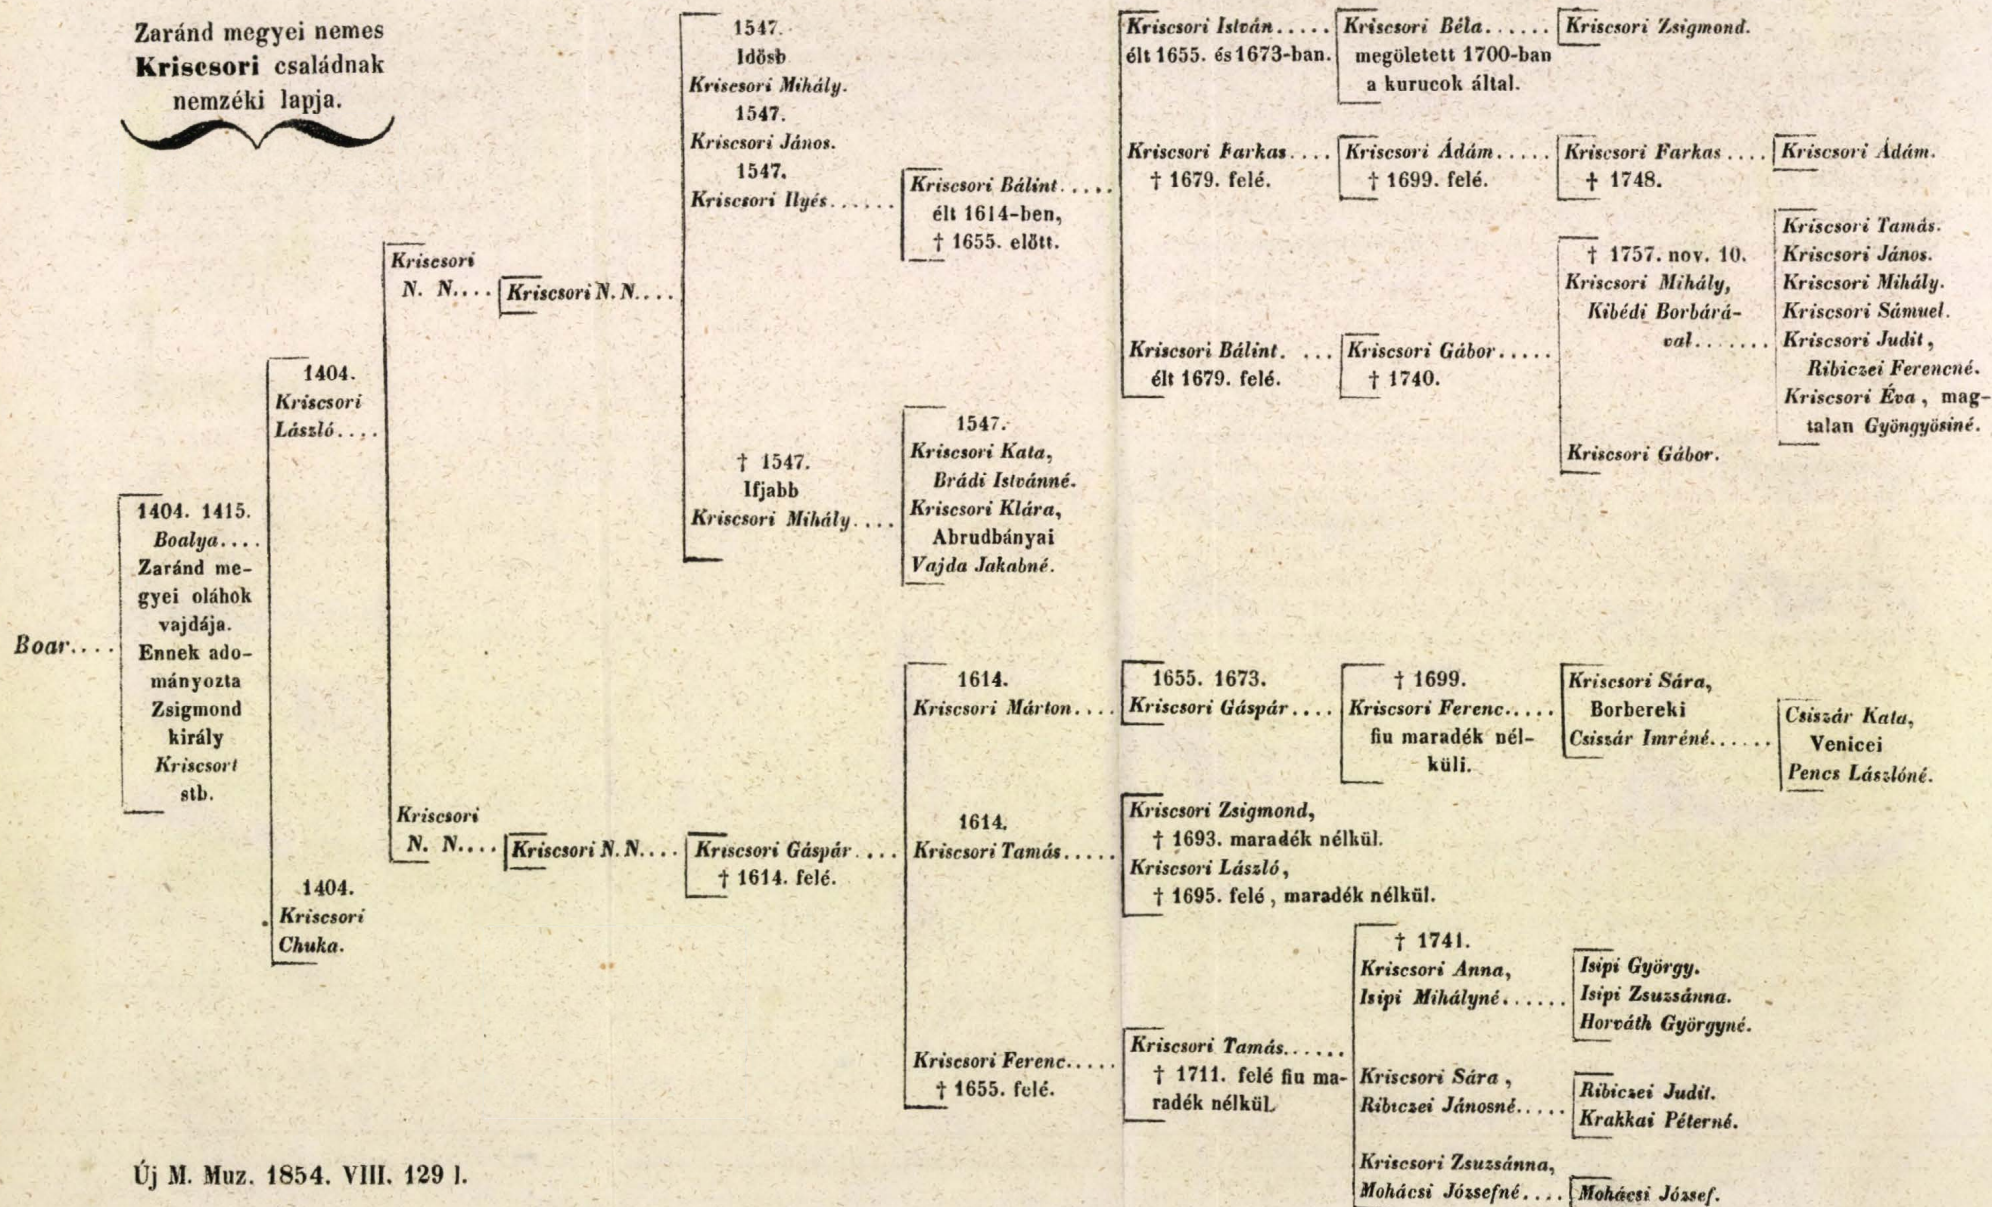 Zaránd megyei nemes
Kriscsori családnak
nemzéki lapja.
Boar....
1404. 1415.
Boalya....
Zaránd me-
gyei oláhok
vajdája.
Ennek ado-
mányozta
Zsigmond
király
Kriscsort
stb.
1404.
Kriscsori
László....
1404.
Kriscsori
Chuka.
Kriscsori
N. N....
Kriscsori
N. N....
Kriscsori N. N....
Kriscsori N. N....
1547.
Idősb
Kriscsori Mihály.
1547.
Kriscsori János.
1547.
Kriscsori Ilyés......
† 1547.
Ifjabb
Kriscsori Mihály....
Kriscsori Gáspár....
† 1614. felé.
Kriscsori Bálint.....
élt 1614-ben,
† 1655. előtt.
1547.
Kriscsori Kata,
Brádi Istvánné.
Kriscsori Klára,
Abrudbányai
Vajda Jakabné.
1614.
Kriscsori Márton....
1614.
Kriscsori Tamás.....
Kriscsori Ferenc.....
† 1655. felé.
Kriscsori István.....
élt 1655. és 1673-ban.
Kriscsori Farkas....
† 1679. felé.
Kriscsori Bálint. ...
élt 1679. felé.
1655. 1673.
Kriscsori Gáspár....
Kriscsori Zsigmond,
† 1693. maradék nélkül.
Kriscsori László,
† 1695. felé, maradék nélkül.
Kriscsori Tamás......
† 1711. felé fiu ma-
radék nélkül.
Kriscsori Béla......
megöletett 1700-ban
a kurucok által.
Kriscsori Ádám.....
† 1699. felé.
Kriscsori Gábor.....
† 1740.
† 1699.
Kriscsori Ferenc.....
fiu maradék nél-
küli.
† 1741.
Kriscsori Anna,
Isipi Mihályné......
Kriscsori Sára,
Ribiczei Jánosné.....
Kriscsori Zsuzsánna,
Mohácsi Józsefné....
Kriscsori Zsigmond.
Kriscsori Farkas....
† 1748.
† 1757. nov. 10.
Kriscsori Mihály,
Kibédi Borbárá-
val.......
Kriscsori Gábor.
Kriscsori Sára,
Borbereki
Csiszár Imréné......
Isipi György.
Isipi Zsuzsánna.
Horváth Györgyné.
Ribiczei Judit.
Krakkai Péterné.
Mohácsi József.
Kriscsori Ádám.
Kriscsori Tamás.
Kriscsori János.
Kriscsori Mihály.
Kriscsori Sámuel.
Kriscsori Judit,
Ribiczei Ferencné.
Kriscsori Éva, mag-
talan Gyöngyösiné.
Csiszár Kata,
Venicei
Pencs Lászlóné.
Új M. Muz. 1854. VIII. 129 l.